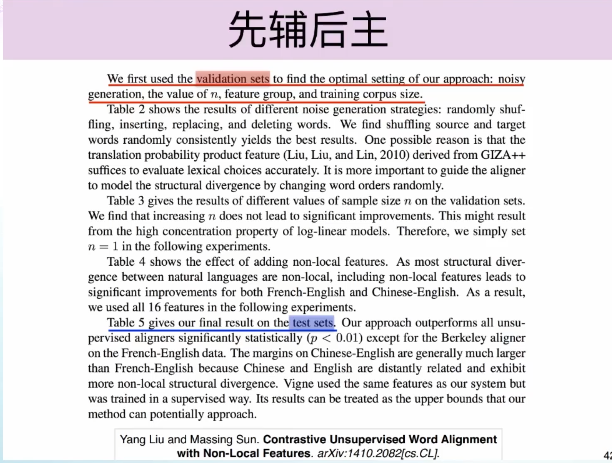 先辅后主
We first used the validation sets to find the optimal setting of our approach: noisy
generation, the value of n, feature group, and training corpus size.
Table 2 shows the results of different noise generation strategies: randomly shuf-
fling, inserting, replacing, and deleting words. We find shuffling source and target
words randomly consistently yields the best results. One possible reason is that the
translation probability product feature (Liu, Liu, and Lin, 2010) derived from GIZA++
suffices to evaluate lexical choices accurately. It is more important to guide the aligner
to model the structural divergence by changing word orders randomly.
Table 3 gives the results of different values of sample size n on the validation sets.
We find that increasing n does not lead to significant improvements. This might result
from the high concentration property of log-linear models. Therefore, we simply set
n = 1 in the following experiments.
Table 4 shows the effect of adding non-local features. As most structural diver-
gence between natural languages are non-local, including non-local features leads to
significant improvements for both French-English and Chinese-English. As a result,
we used all 16 features in the following experiments.
Table 5 gives our final result on the test sets. Our approach outperforms all unsu-
pervised aligners significantly statistically (p < 0.01) except for the Berkeley aligner
on the French-English data. The margins on Chinese-English are generally much larger
than French-English because Chinese and English are distantly related and exhibit
more non-local structural divergence. Vigne used the same features as our system but
was trained in a supervised way. Its results can be treated as the upper bounds that our
method can potentially approach.
Yang Liu and Massing Sun. Contrastive Unsupervised Word Alignment
with Non-Local Features. arXiv:1410.2082[cs.CL].
42